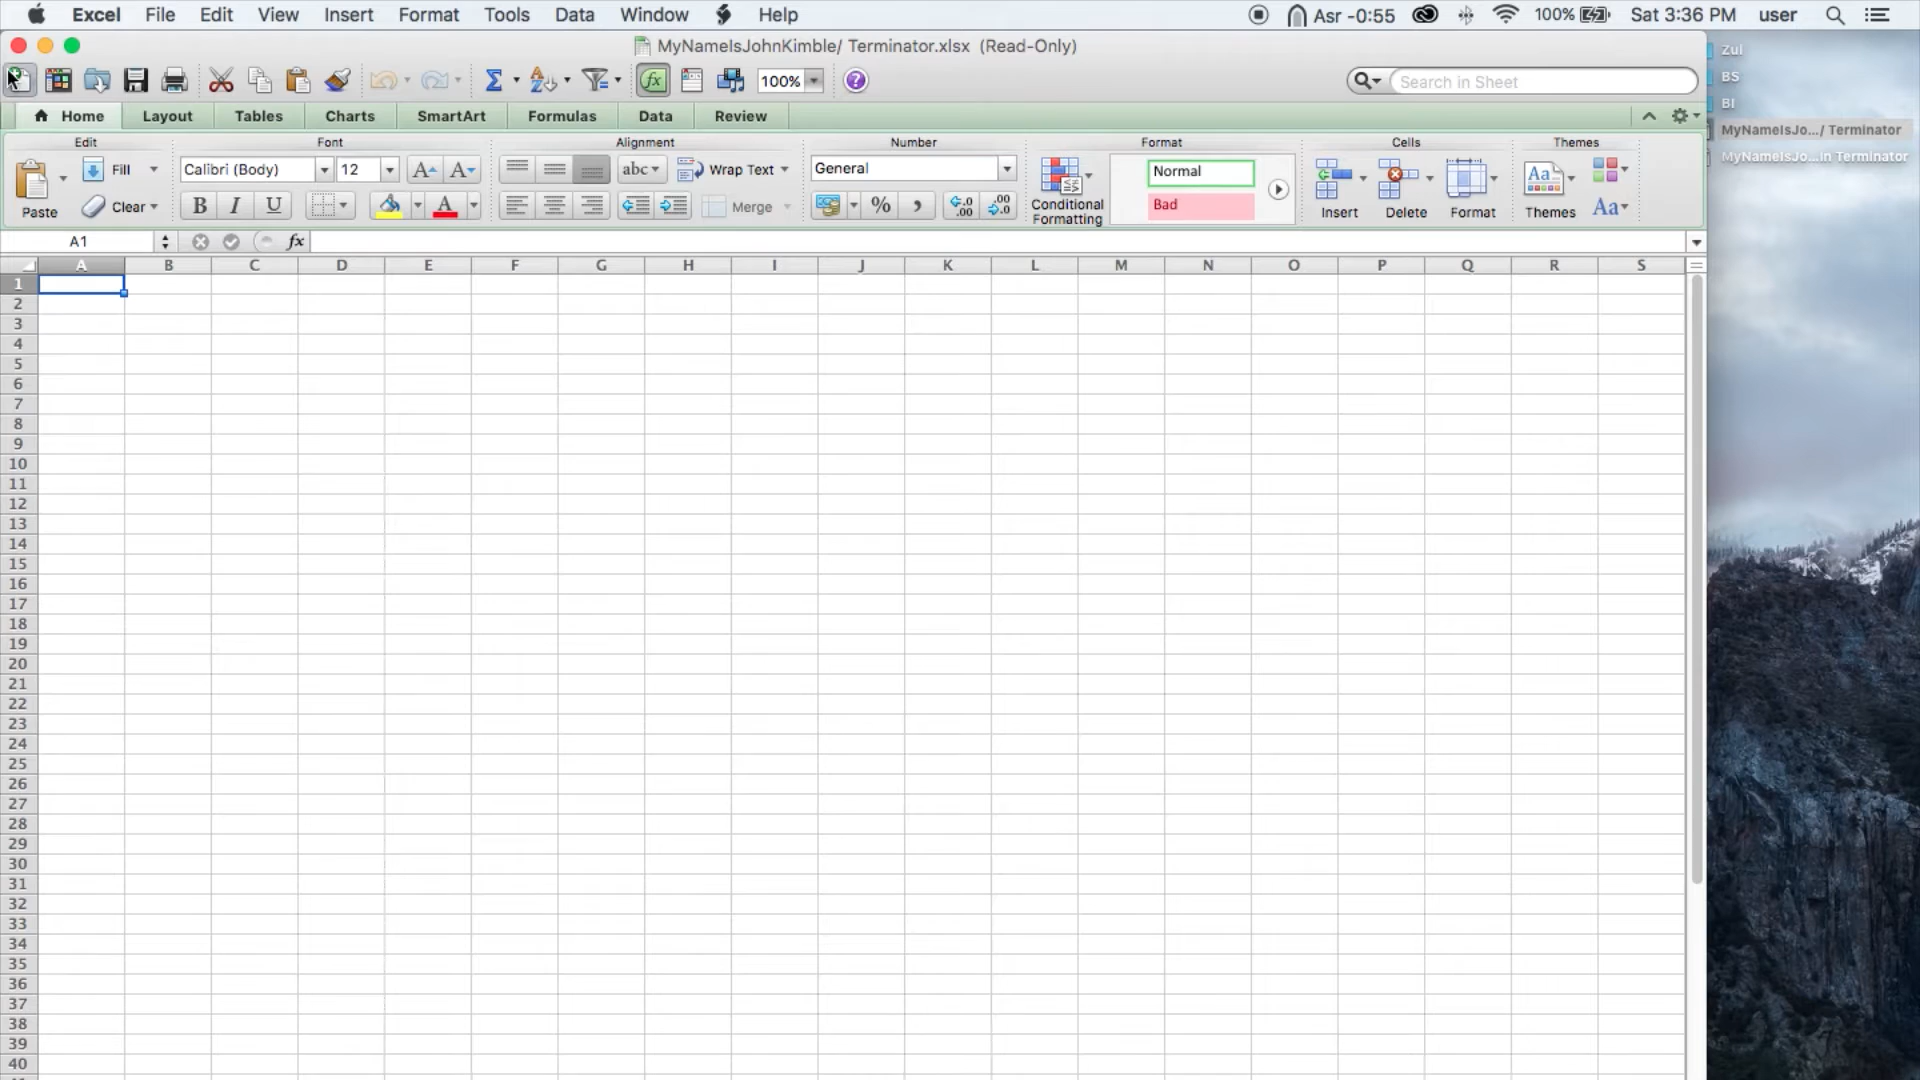 Excel File Edit View Insert Format Tools Data Window Help Asr -0:55 100% Sat 3:36 PM user
MyNameIsJohnKimble/ Terminator.xlsx (Read-Only)
Zul
BS
BI
MyNameIsJo.../ Terminator
MyNameIsJo...in Terminator
100% ? Search in Sheet
Home Layout Tables Charts SmartArt Formulas Data Review
Edit Font Alignment Number Format Cells Themes
Fill Calibri (Body) 12 A A abc Wrap Text General Normal
Paste Clear B I U A Merge % , .0 .00 .00 .0 Conditional Formatting Bad Insert Delete Format Themes Aa
A1 fx
A B C D E F G H I J K L M N O P Q R S
1
2
3
4
5
6
7
8
9
10
11
12
13
14
15
16
17
18
19
20
21
22
23
24
25
26
27
28
29
30
31
32
33
34
35
36
37
38
39
40